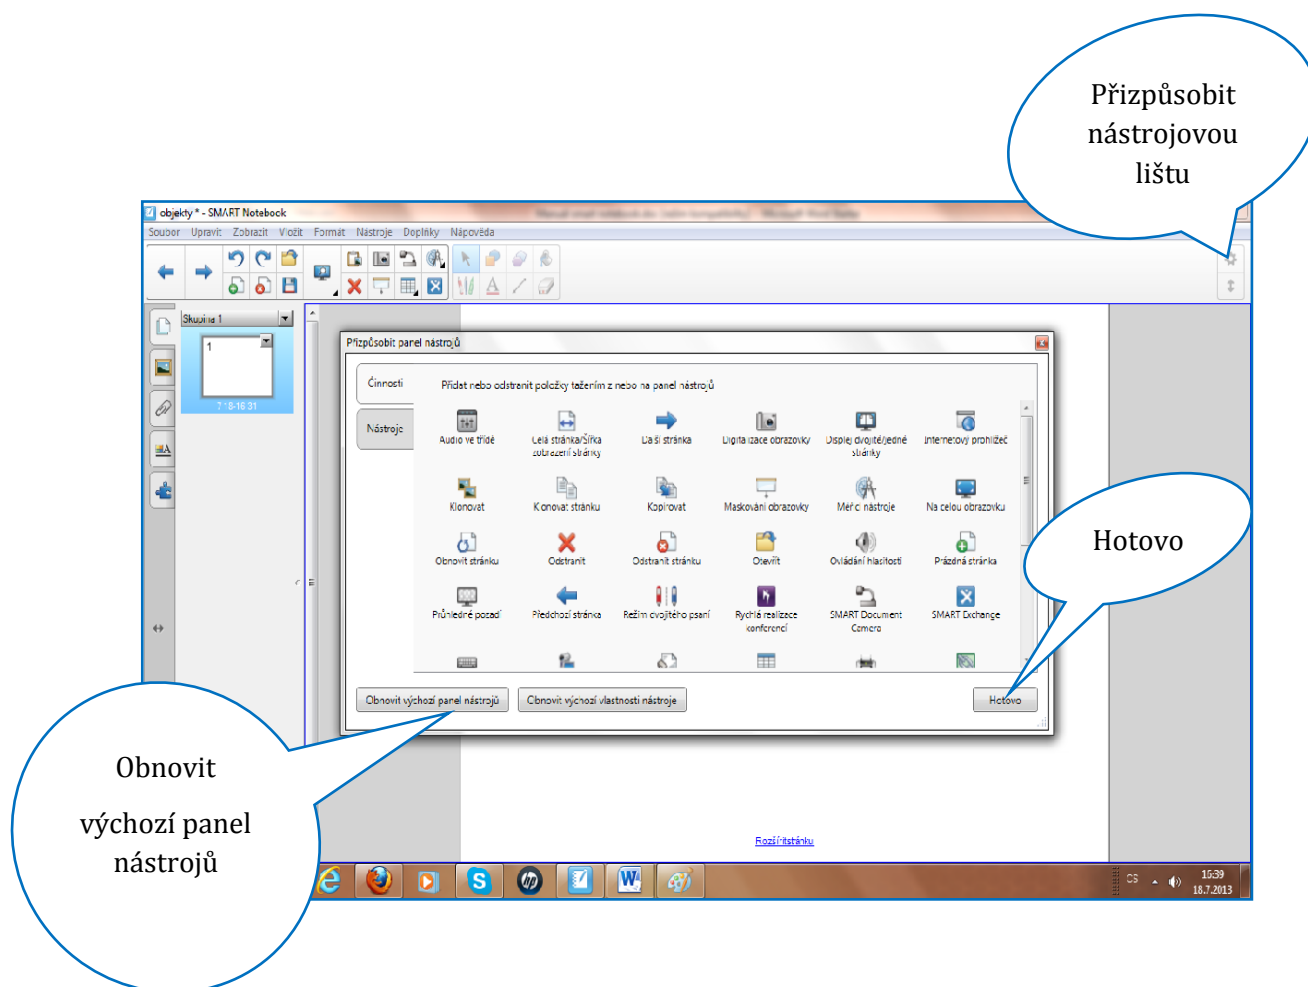 Přizpůsobit
nástrojovou
lištu
objekty * - SMART Notebook
Soubor Upravit Zobrazit Vložit Formát Nástroje Doplňky Nápověda
Skupina 1
1
7 18-16 31
Přizpůsobit panel nástrojů
Činnosti
Nástroje
Přidat nebo odstranit položky tažením z nebo na panel nástrojů
Audio ve třídě
Celá stránka/Šířka
zobrazení stránky
Další stránka
Digitalizace obrazovky
Displej dvojité/jedné
stránky
Internetový prohlížeč
Klonovat
Klonovat stránku
Kopírovat
Maskování obrazovky
Měřicí nástroje
Na celou obrazovku
Obnovit stránku
Odstranit
Odstranit stránku
Otevřít
Ovládání hlasitosti
Prázdná stránka
Průhledné pozadí
Předchozí stránka
Režim dvojitého psaní
Rychlá realizace
konferencí
SMART Document
Camera
SMART Exchange
Obnovit výchozí panel nástrojů
Obnovit výchozí vlastnosti nástroje
Hotovo
Hotovo
Obnovit
výchozí panel
nástrojů
Rozšířitstránku
CS
15:39
18.7.2013